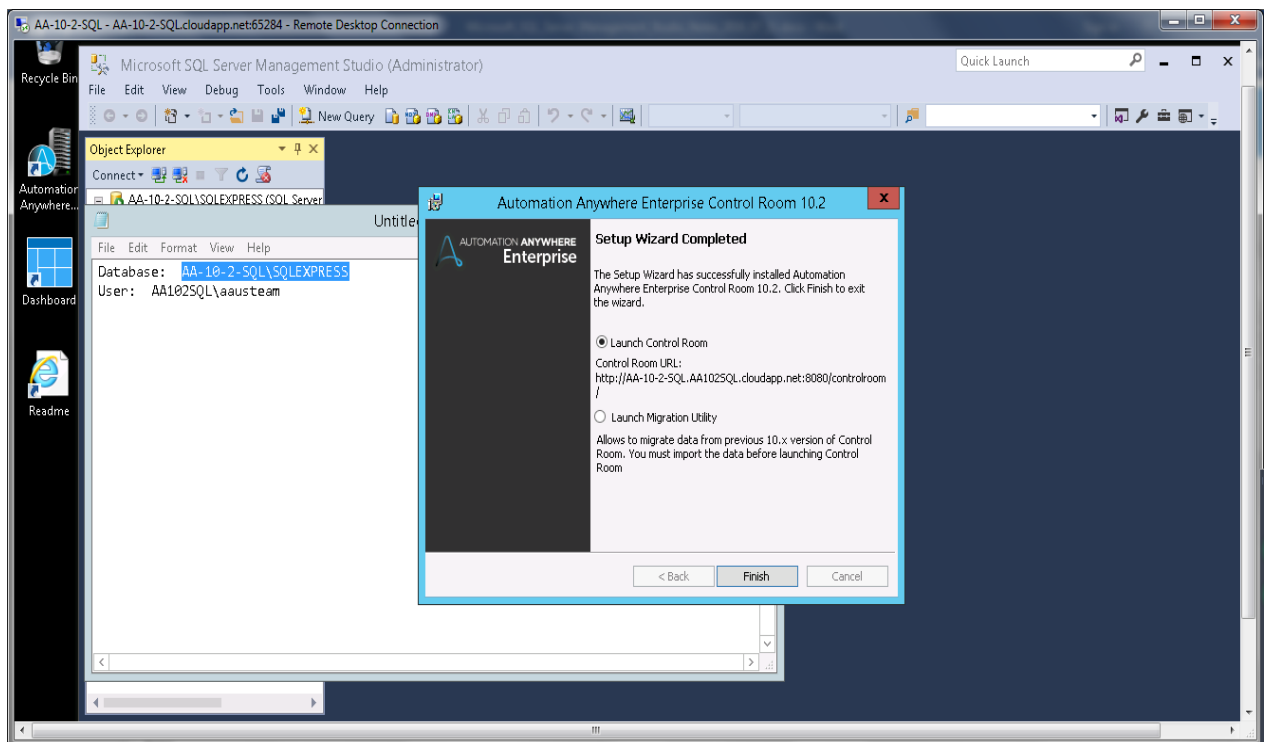 AA-10-2-SQL - AA-10-2-SQL.cloudapp.net:65284 - Remote Desktop Connection
Recycle Bin
Microsoft SQL Server Management Studio (Administrator)
Quick Launch
File Edit View Debug Tools Window Help
New Query
Object Explorer
Connect
Automation
Anywhere...
AA-10-2-SQL\SQLEXPRESS (SQL Server
Untitle
File Edit Format View Help
Database: AA-10-2-SQL\SQLEXPRESS
User: AA102SQL\aausteam
Dashboard
Readme
Automation Anywhere Enterprise Control Room 10.2
AUTOMATION ANYWHERE
Enterprise
Setup Wizard Completed
The Setup Wizard has successfully installed Automation
Anywhere Enterprise Control Room 10.2. Click Finish to exit
the wizard.
Launch Control Room
Control Room URL:
http://AA-10-2-SQL.AA102SQL.cloudapp.net:8080/controlroom
/
Launch Migration Utility
Allows to migrate data from previous 10.x version of Control
Room. You must import the data before launching Control
Room
< Back Finish Cancel